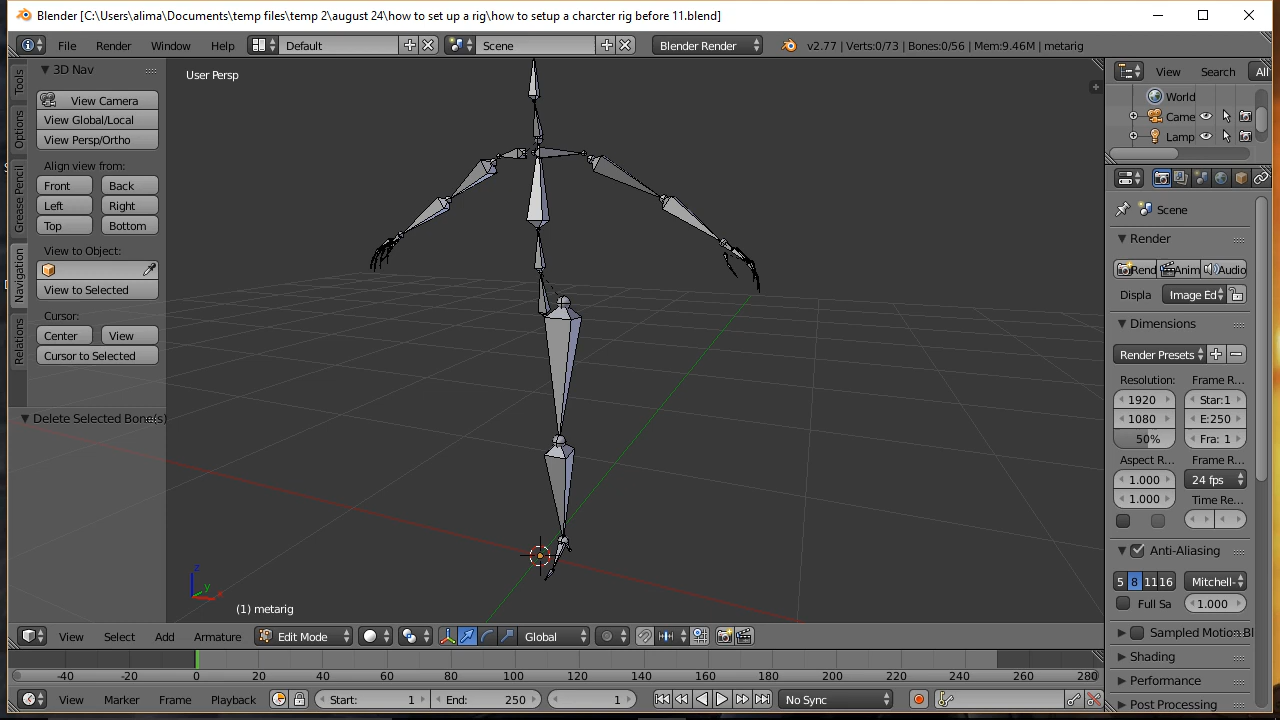 Blender [C:\Users\alima\Documents\temp files\temp 2\august 24\how to set up a rig\how to setup a charcter rig before 11.blend]
File Render Window Help Default Scene Blender Render v2.77 | Verts:0/73 | Bones:0/56 | Mem:9.46M | metarig
Tools
Options
Grease Pencil
Navigation
Relations
3D Nav
View Camera
View Global/Local
View Persp/Ortho
Align view from:
Front Back
Left Right
Top Bottom
View to Object:
View to Selected
Cursor:
Center View
Cursor to Selected
Delete Selected Bone(s)
User Persp
z
y
x
(1) metarig
View Search All
World
Came
Lamp
Scene
Render
Rend Anim Audio
Displa Image Ed
Dimensions
Render Presets
Resolution: Frame R...
1920 Star:1
1080 E:250
50% Fra: 1
Aspect R... Frame R...
1.000 24 fps
1.000 Time Re...
Anti-Aliasing
5 8 11 16 Mitchell-
Full Sa 1.000
Sampled Motion Bl
Shading
Performance
Post Processing
View Select Add Armature Edit Mode Global
-40 -20 0 20 40 60 80 100 120 140 160 180 200 220 240 260 280
View Marker Frame Playback Start: 1 End: 250 1 No Sync